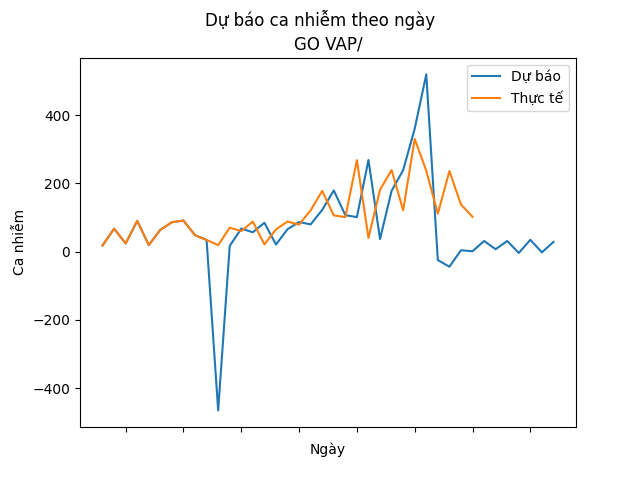 Dự báo ca nhiễm theo ngày
GO VAP/
Dự báo
Thực tế
400
200
0
−200
−400
Ca nhiễm
Ngày